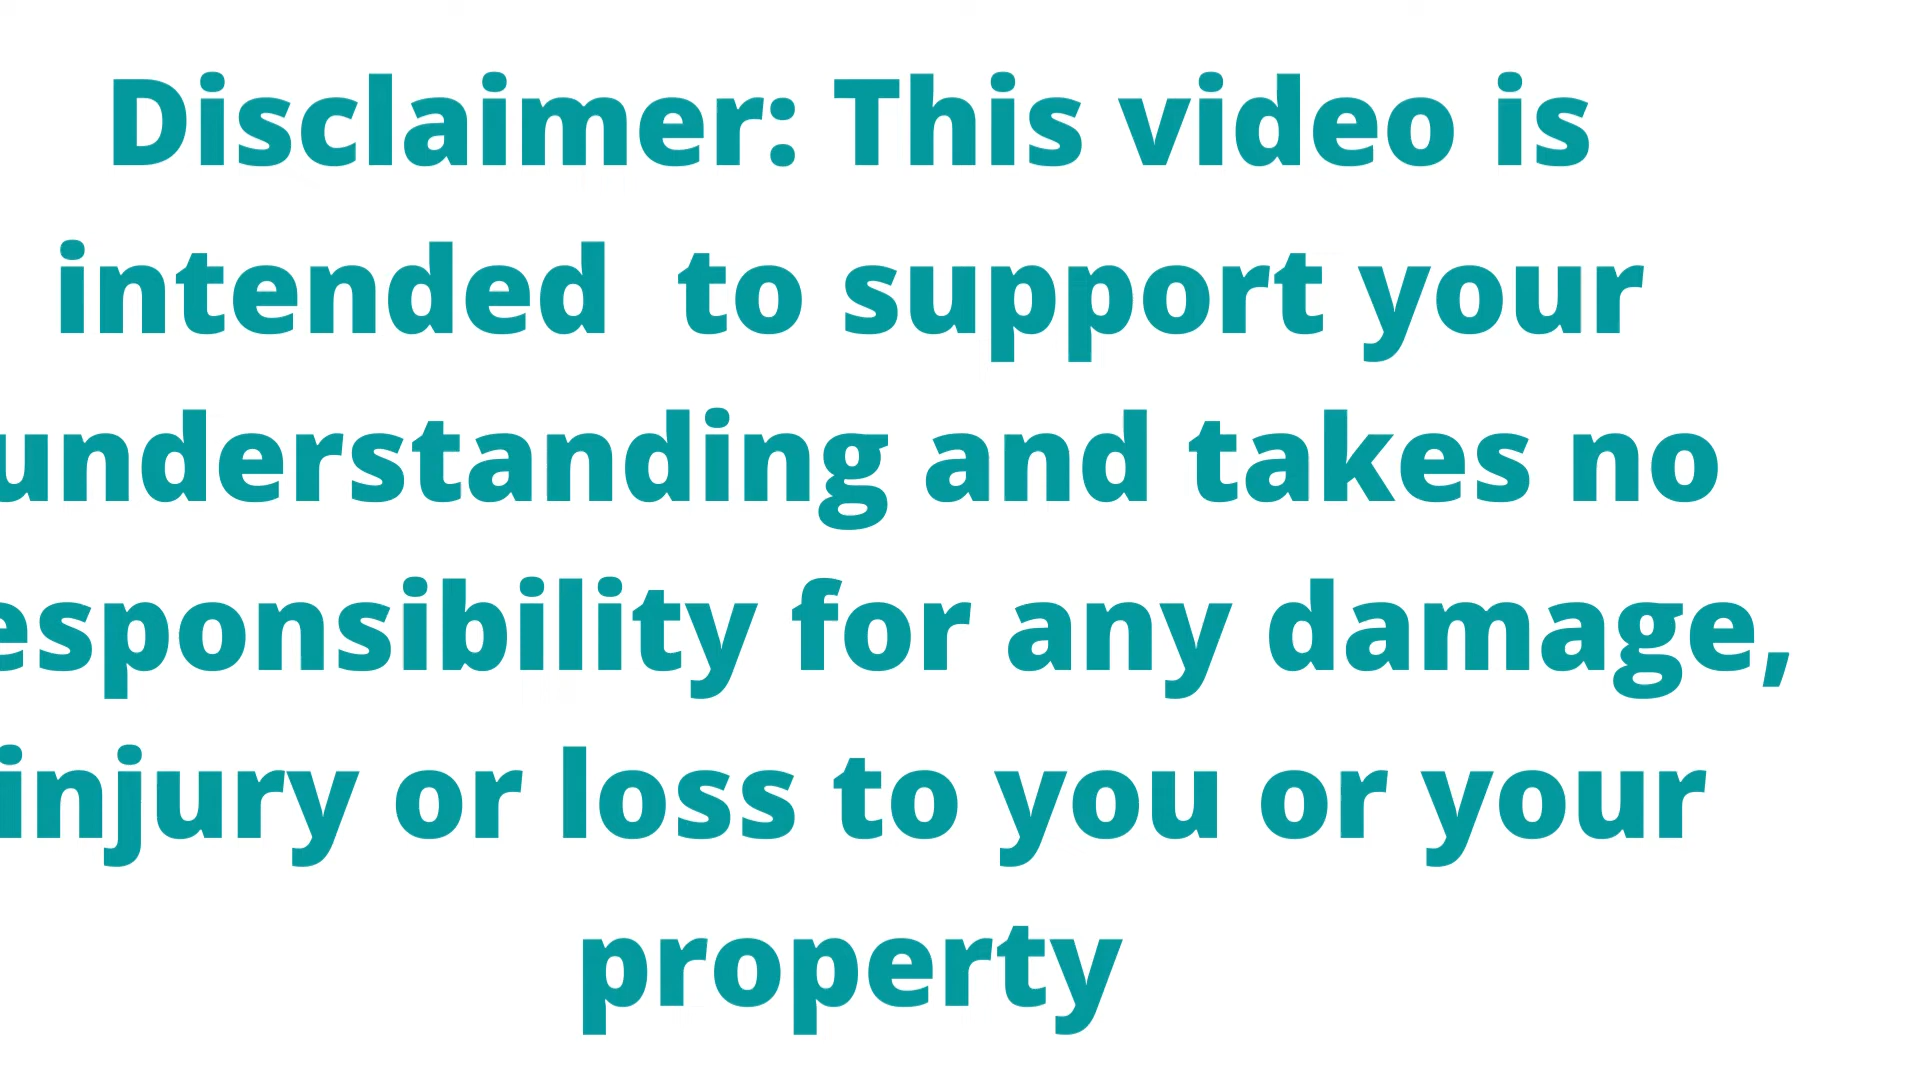 Disclaimer: This video is
intended  to support your
understanding and takes no
esponsibility for any damage,
injury or loss to you or your
property